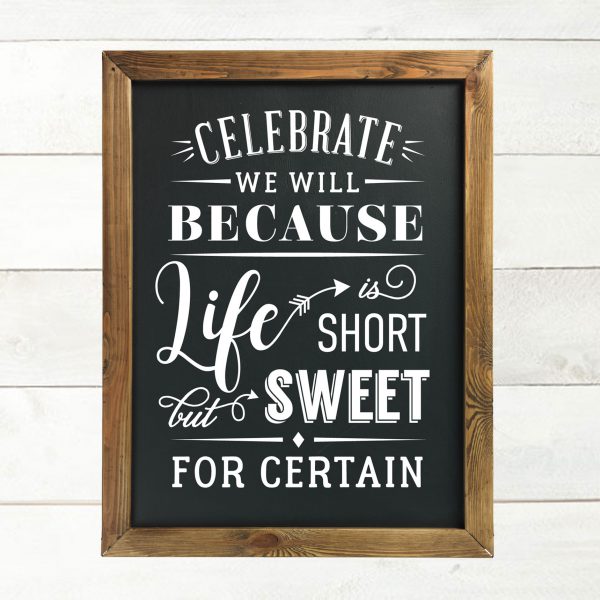 CELEBRATE
WE WILL
BECAUSE
Life is
SHORT
but SWEET
FOR CERTAIN